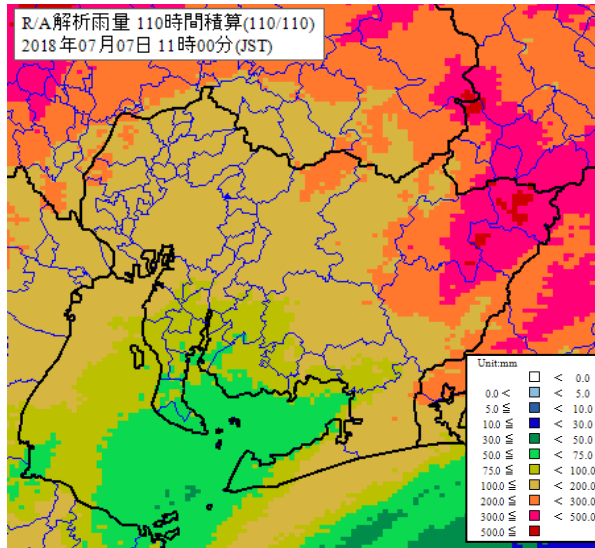 R/A解析雨量 110時間積算(110/110)
2018年07月07日 11時00分(JST)
Unit:mm
< 0.0
0.0 < < 5.0
5.0 ≦ < 10.0
10.0 ≦ < 30.0
30.0 ≦ < 50.0
50.0 ≦ < 75.0
75.0 ≦ < 100.0
100.0 ≦ < 200.0
200.0 ≦ < 300.0
300.0 ≦ < 500.0
500.0 ≦